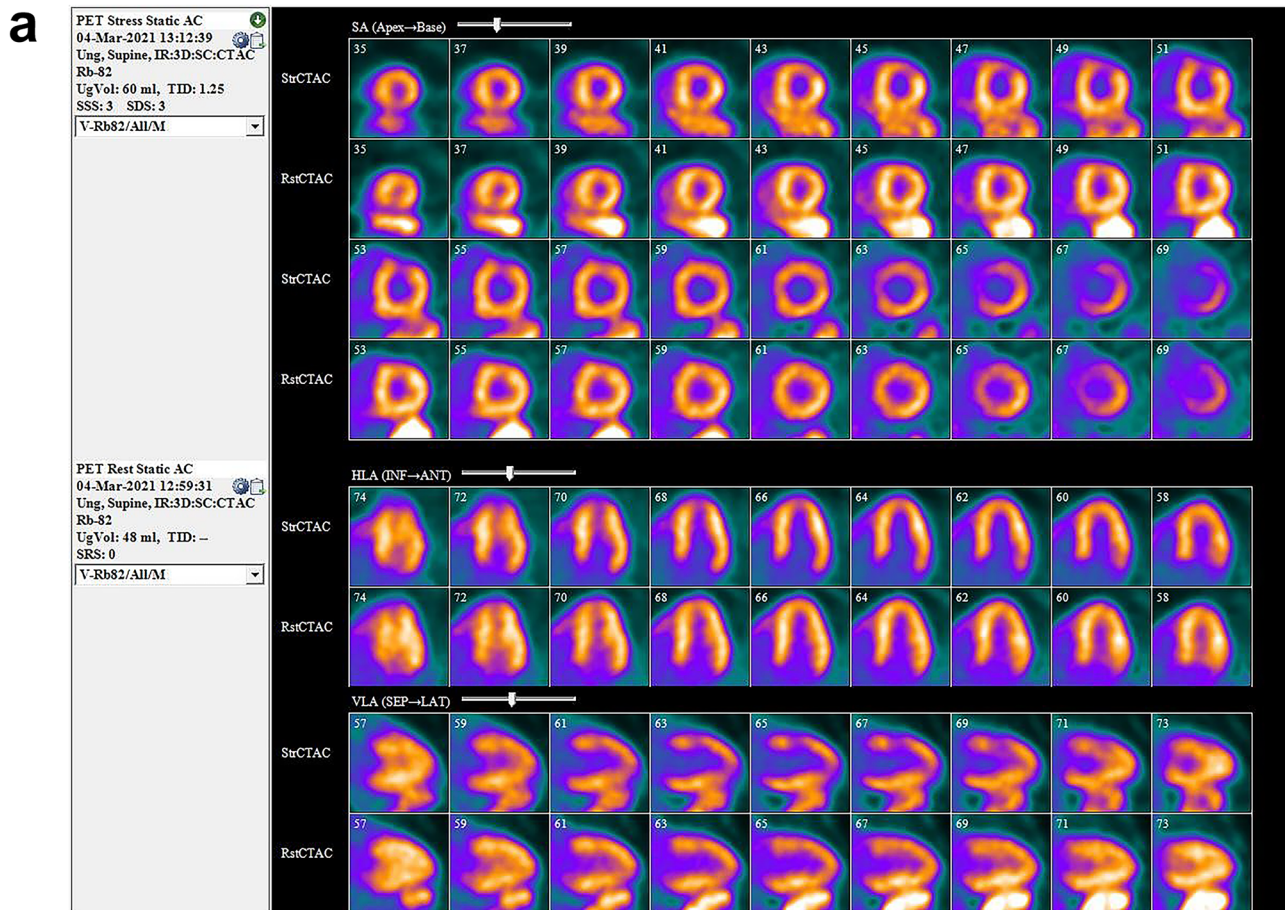 a
PET Stress Static AC
04-Mar-2021 13:12:39
Ung, Supine, IR:3D:SC:CTAC
Rb-82
UgVol: 60 ml, TID: 1.25
SSS: 3 SDS: 3
V-Rb82/All/M
SA (Apex→Base)
StrCTAC
35 37 39 41 43 45 47 49 51
RstCTAC
35 37 39 41 43 45 47 49 51
StrCTAC
53 55 57 59 61 63 65 67 69
RstCTAC
53 55 57 59 61 63 65 67 69
PET Rest Static AC
04-Mar-2021 12:59:31
Ung, Supine, IR:3D:SC:CTAC
Rb-82
UgVol: 48 ml, TID: --
SRS: 0
V-Rb82/All/M
HLA (INF→ANT)
StrCTAC
74 72 70 68 66 64 62 60 58
RstCTAC
74 72 70 68 66 64 62 60 58
VLA (SEP→LAT)
StrCTAC
57 59 61 63 65 67 69 71 73
RstCTAC
57 59 61 63 65 67 69 71 73